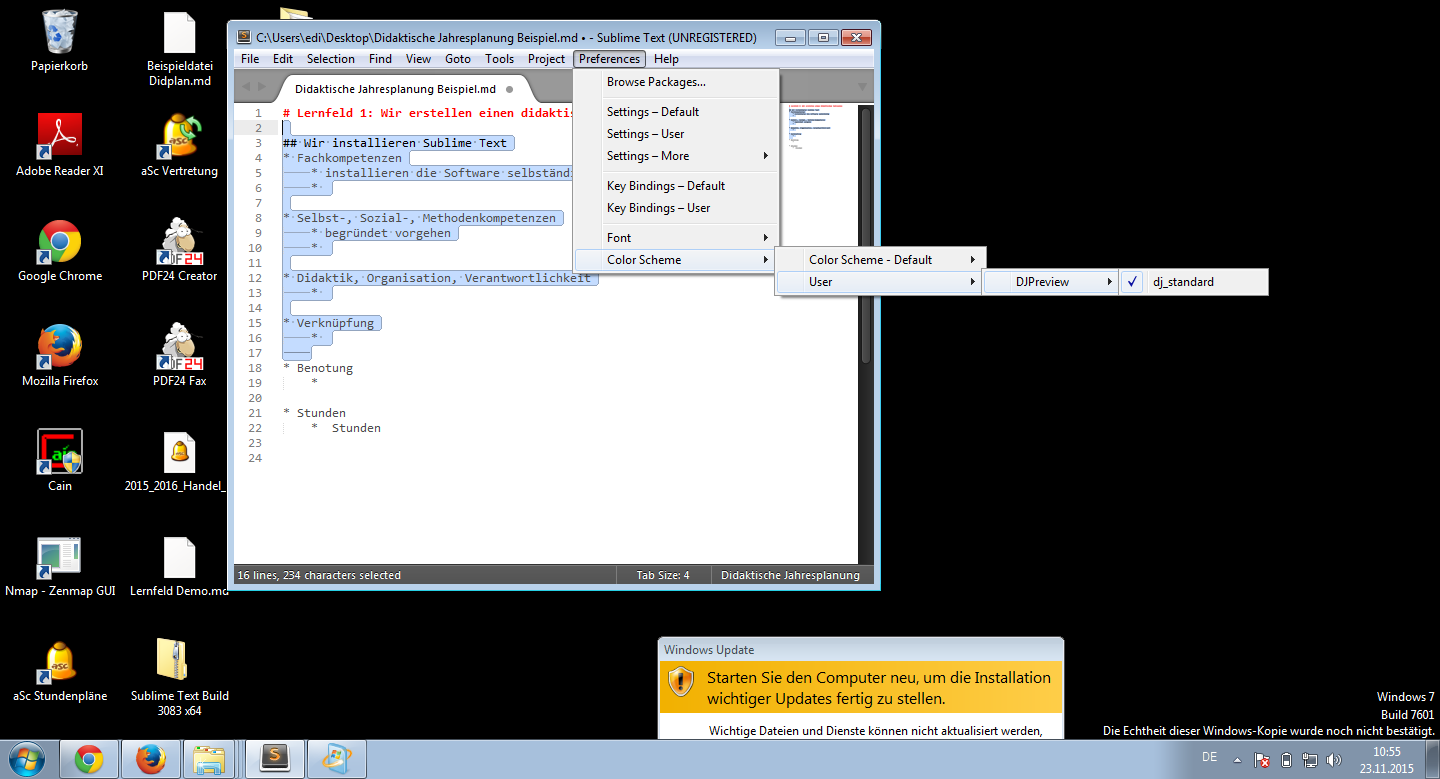 Papierkorb
Beispieldatei
Didplan.md
Adobe Reader XI
aSc Vertretung
Google Chrome
PDF24 Creator
Mozilla Firefox
PDF24 Fax
Cain
2015_2016_Handel_
Nmap - Zenmap GUI
Lernfeld Demo.md
aSc Stundenpläne
Sublime Text Build
3083 x64
C:\Users\edi\Desktop\Didaktische Jahresplanung Beispiel.md • - Sublime Text (UNREGISTERED)
File Edit Selection Find View Goto Tools Project Preferences Help
Didaktische Jahresplanung Beispiel.md
1 # Lernfeld 1: Wir erstellen einen didaktis
2
3 ## Wir installieren Sublime Text
4 * Fachkompetenzen
5 * installieren die Software selbständi
6 *
7
8 * Selbst-, Sozial-, Methodenkompetenzen
9 * begründet vorgehen
10 *
11
12 * Didaktik, Organisation, Verantwortlichkeit
13 *
14
15 * Verknüpfung
16 *
17
18 * Benotung
19 *
20
21 * Stunden
22 * Stunden
23
24
16 lines, 234 characters selected Tab Size: 4 Didaktische Jahresplanung
Browse Packages...
Settings – Default
Settings – User
Settings – More
Key Bindings – Default
Key Bindings – User
Font
Color Scheme
Color Scheme - Default
User
DJPreview
dj_standard
Windows Update
Starten Sie den Computer neu, um die Installation
wichtiger Updates fertig zu stellen.
Wichtige Dateien und Dienste können nicht aktualisiert werden,
Windows 7
Build 7601
Die Echtheit dieser Windows-Kopie wurde noch nicht bestätigt.
DE
10:55
23.11.2015